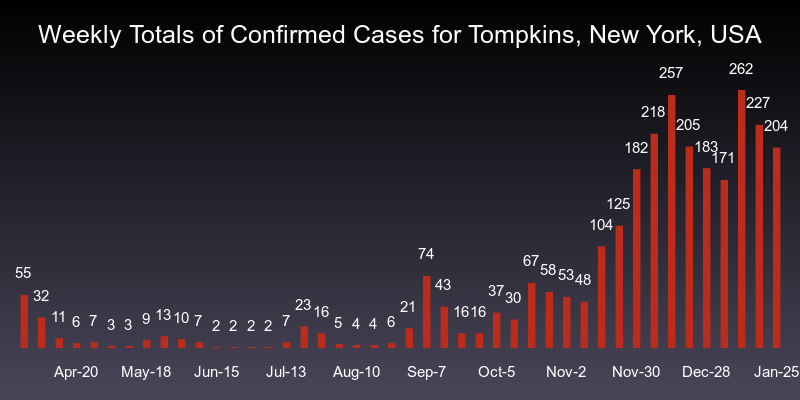 Weekly Totals of Confirmed Cases for Tompkins, New York, USA
55 32 11 6 7 3 3 9 13 10 7 2 2 2 2 7 23 16 5 4 4 6 21 74 43 16 16 37 30 67 58 53 48 104 125 182 218 257 205 183 171 262 227 204
Apr-20 May-18 Jun-15 Jul-13 Aug-10 Sep-7 Oct-5 Nov-2 Nov-30 Dec-28 Jan-25